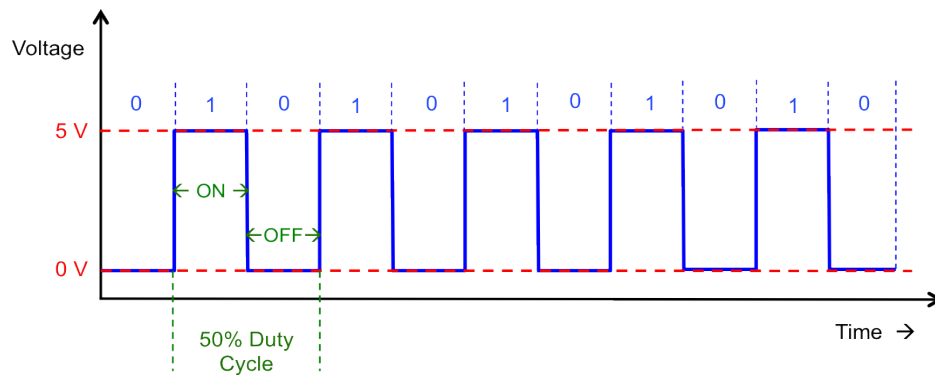 Voltage
0 1 0 1 0 1 0 1 0 1 0
5 V
← ON →
← OFF →
0 V
Time →
50% Duty
Cycle